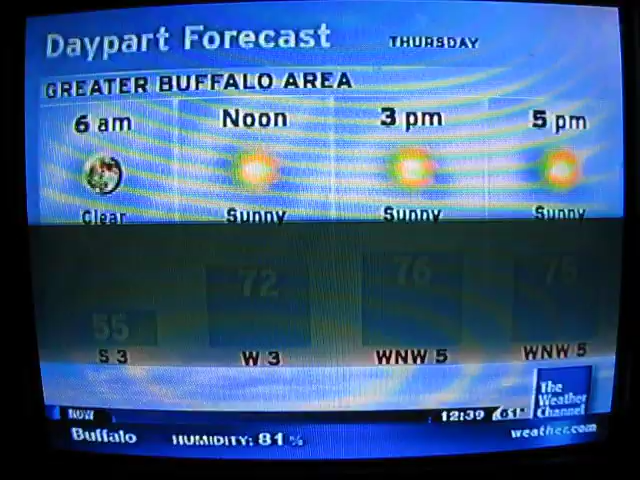 Daypart Forecast THURSDAY
GREATER BUFFALO AREA
6 am Noon 3 pm 5 pm
Clear Sunny Sunny Sunny
55 72 76 75
S 3 W 3 WNW 5 WNW 5
The
Weather
Channel
NOW 12:39 61°
Buffalo HUMIDITY: 81 % weather.com